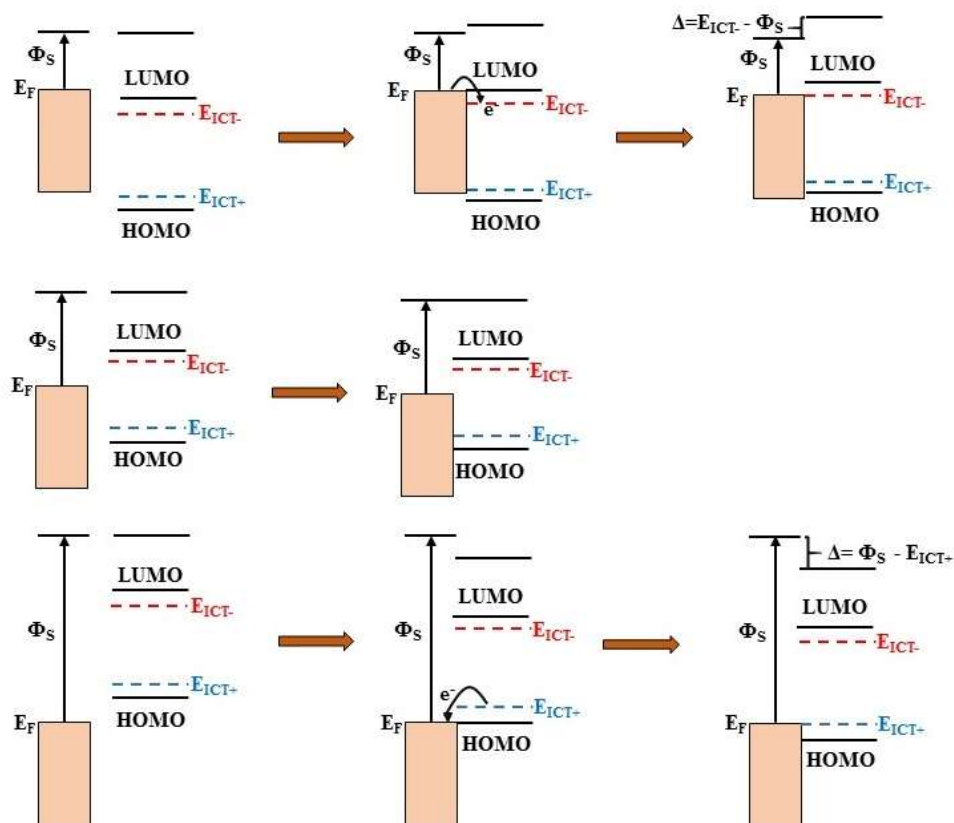 Φ_S
LUMO
E_F
E_ICT-
E_ICT+
HOMO
Φ_S
LUMO
E_F
e⁻
E_ICT-
E_ICT+
HOMO
Δ=E_ICT- - Φ_S
Φ_S
LUMO
E_F
E_ICT-
E_ICT+
HOMO
Φ_S
LUMO
E_ICT-
E_F
E_ICT+
HOMO
Φ_S
LUMO
E_ICT-
E_F
E_ICT+
HOMO
LUMO
E_ICT-
Φ_S
E_ICT+
E_F
HOMO
LUMO
Φ_S
E_ICT-
e⁻
E_ICT+
E_F
HOMO
Δ= Φ_S - E_ICT+
LUMO
Φ_S
E_ICT-
E_F
E_ICT+
HOMO